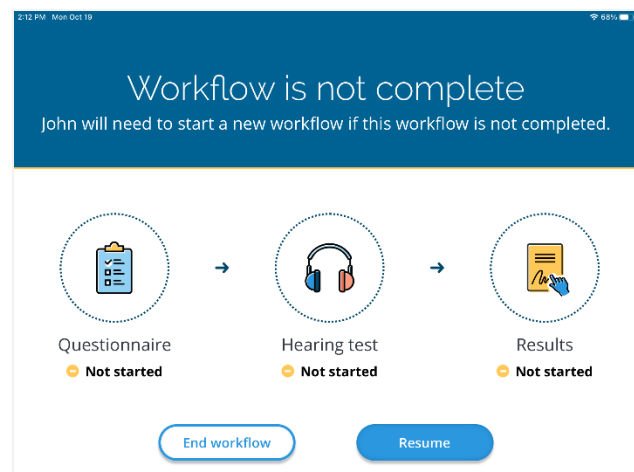 2:12 PM Mon Oct 19 68%
Workflow is not complete
John will need to start a new workflow if this workflow is not completed.
Questionnaire Hearing test Results
Not started Not started Not started
End workflow Resume